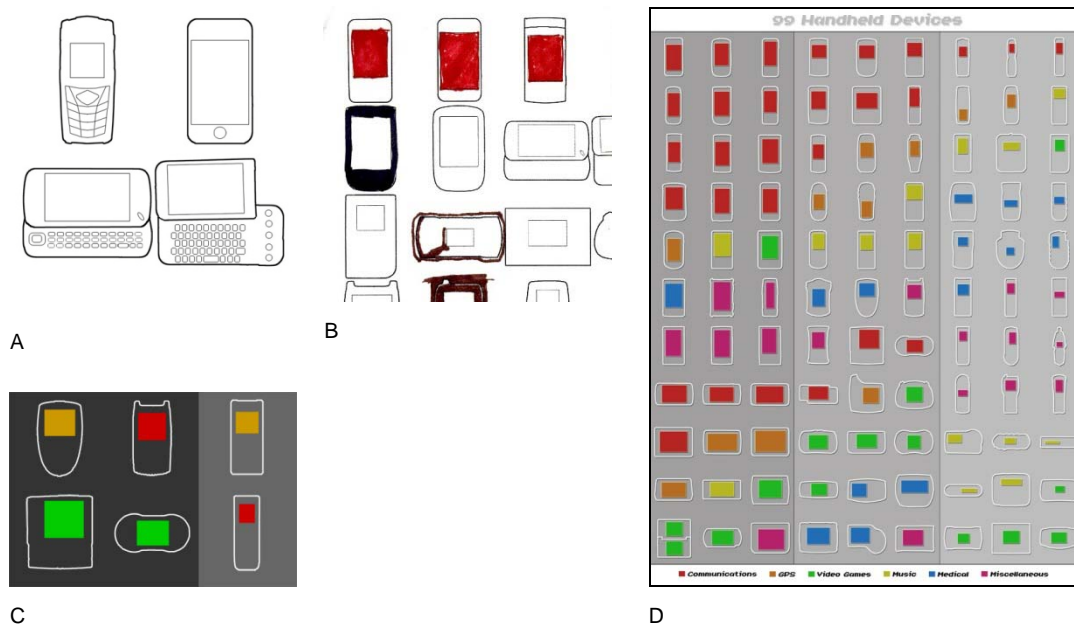 99 Handheld Devices
A
B
Communications GPS Video Games Music Medical Miscellaneous
C
D